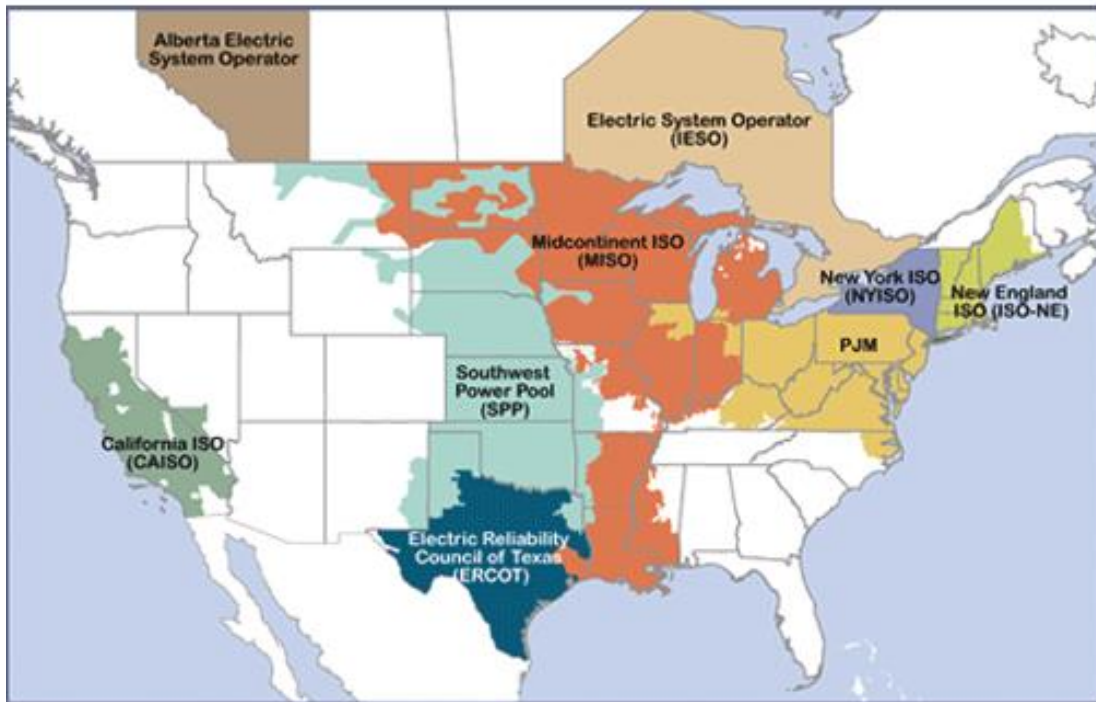 Alberta Electric
System Operator
Electric System Operator
(IESO)
Midcontinent ISO
(MISO)
New York ISO
(NYISO)
New England
ISO (ISO-NE)
PJM
Southwest
Power Pool
(SPP)
California ISO
(CAISO)
Electric Reliability
Council of Texas
(ERCOT)